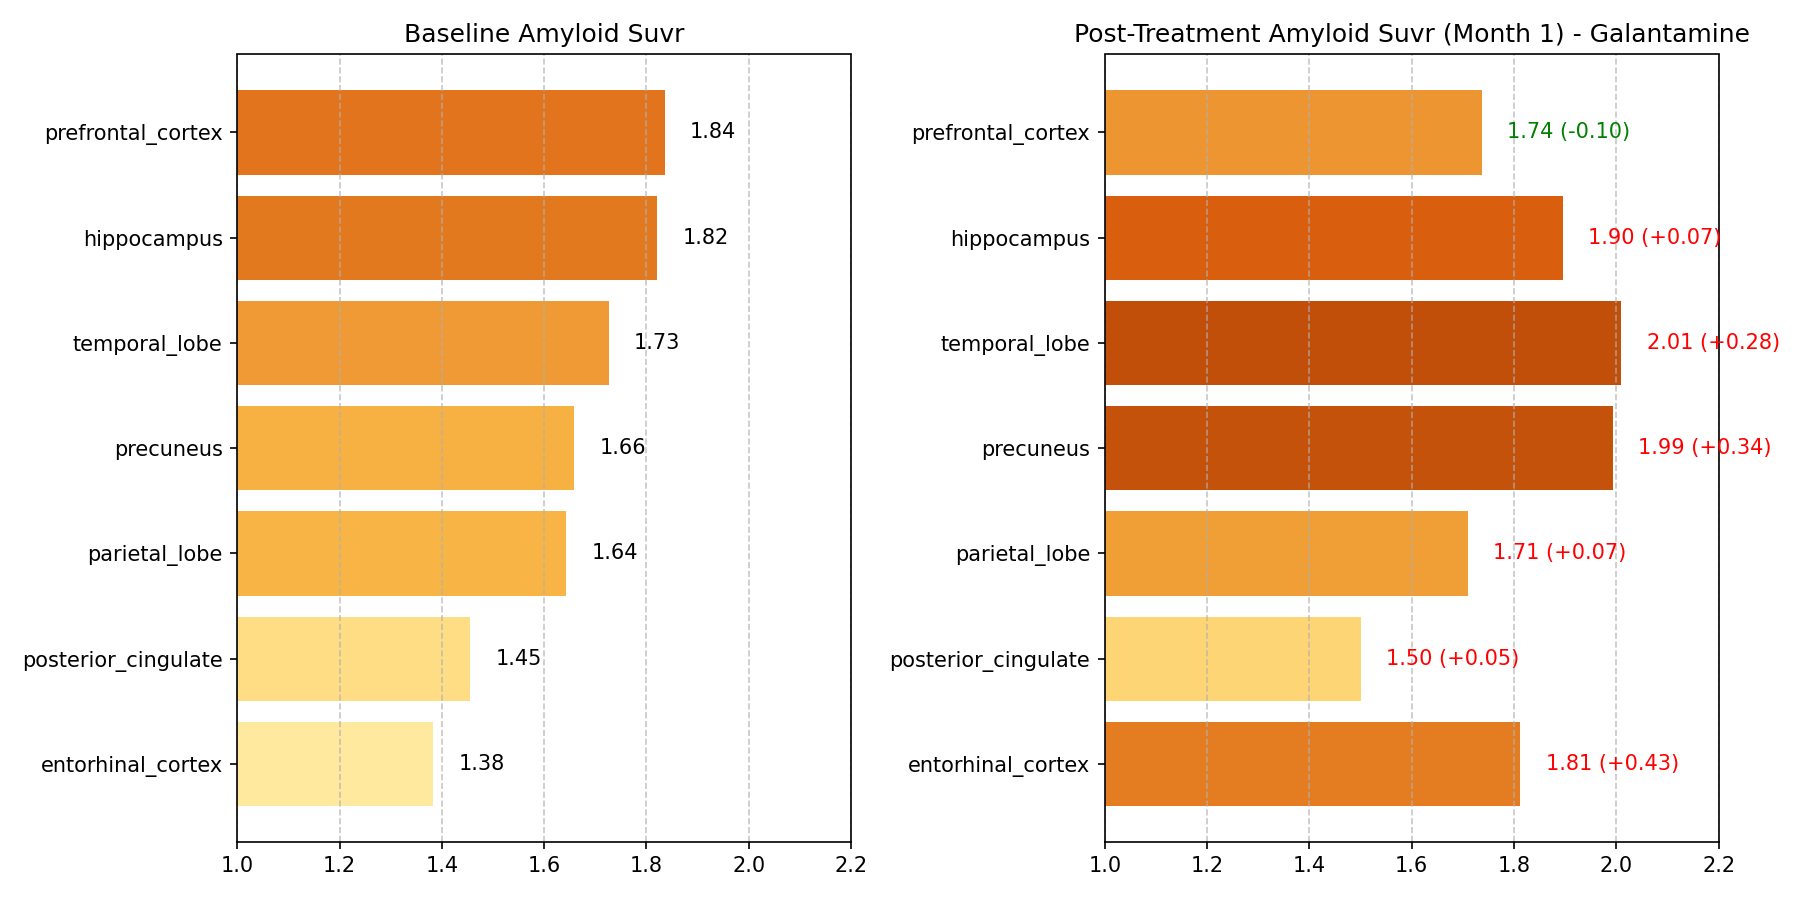 Baseline Amyloid Suvr
prefrontal_cortex
1.84
hippocampus
1.82
temporal_lobe
1.73
precuneus
1.66
parietal_lobe
1.64
posterior_cingulate
1.45
entorhinal_cortex
1.38
1.0 1.2 1.4 1.6 1.8 2.0 2.2
Post-Treatment Amyloid Suvr (Month 1) - Galantamine
prefrontal_cortex
1.74 (-0.10)
hippocampus
1.90 (+0.07)
temporal_lobe
2.01 (+0.28)
precuneus
1.99 (+0.34)
parietal_lobe
1.71 (+0.07)
posterior_cingulate
1.50 (+0.05)
entorhinal_cortex
1.81 (+0.43)
1.0 1.2 1.4 1.6 1.8 2.0 2.2